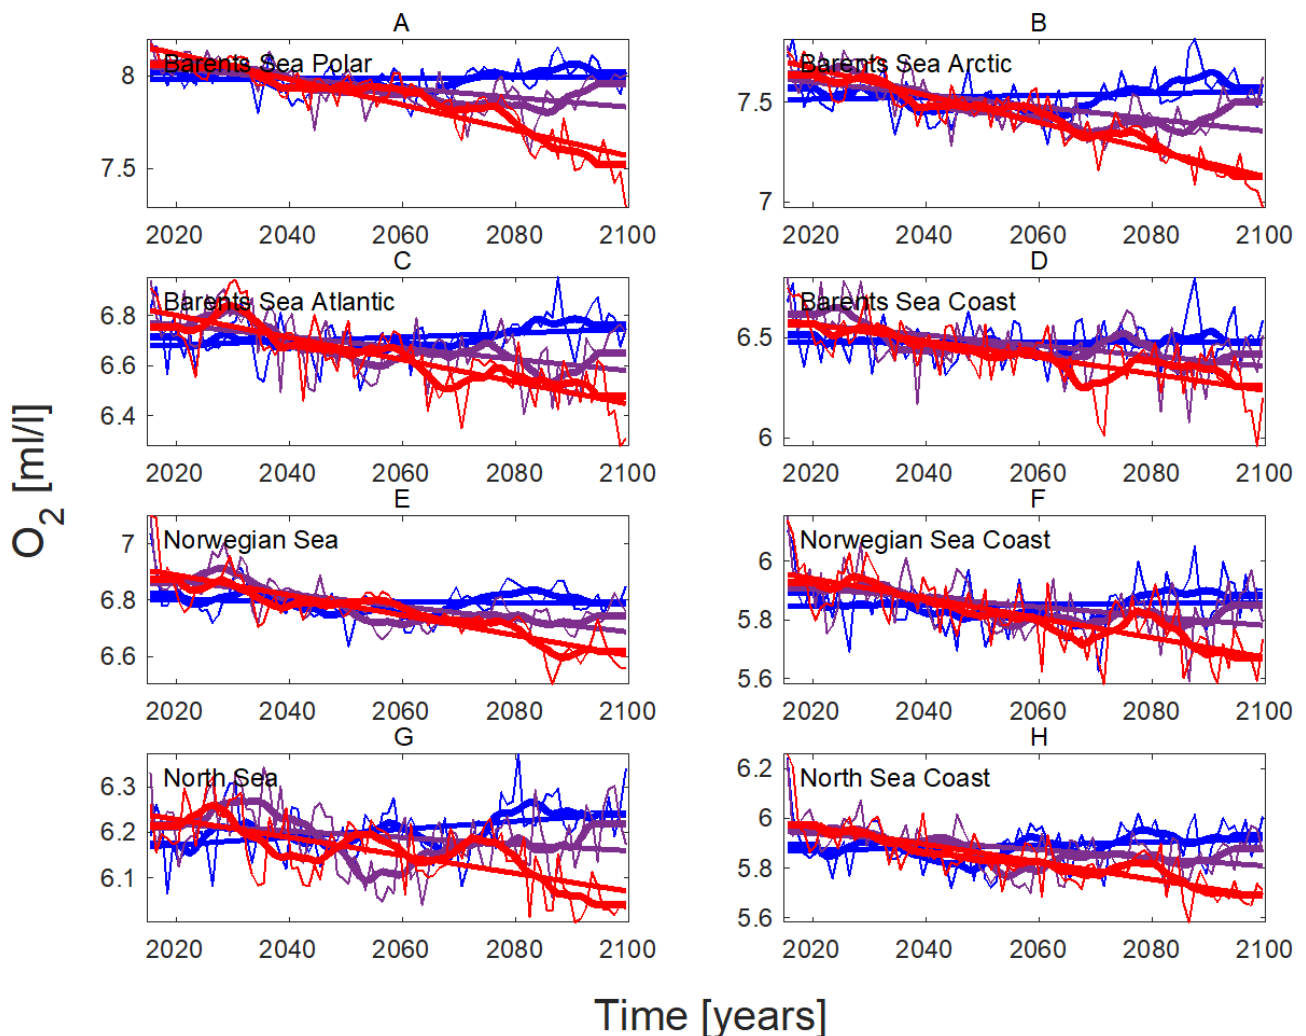 A
B
Barents Sea Polar
Barents Sea Arctic
8
7.5
7.5
7
2020 2040 2060 2080 2100
2020 2040 2060 2080 2100
C
D
Barents Sea Atlantic
Barents Sea Coast
6.8
6.6
6.4
6.5
6
2020 2040 2060 2080 2100
2020 2040 2060 2080 2100
E
F
Norwegian Sea
Norwegian Sea Coast
7
6.8
6.6
6
5.8
5.6
2020 2040 2060 2080 2100
2020 2040 2060 2080 2100
G
H
North Sea
North Sea Coast
6.3
6.2
6.1
6.2
6
5.8
5.6
2020 2040 2060 2080 2100
2020 2040 2060 2080 2100
O₂ [ml/l]
Time [years]